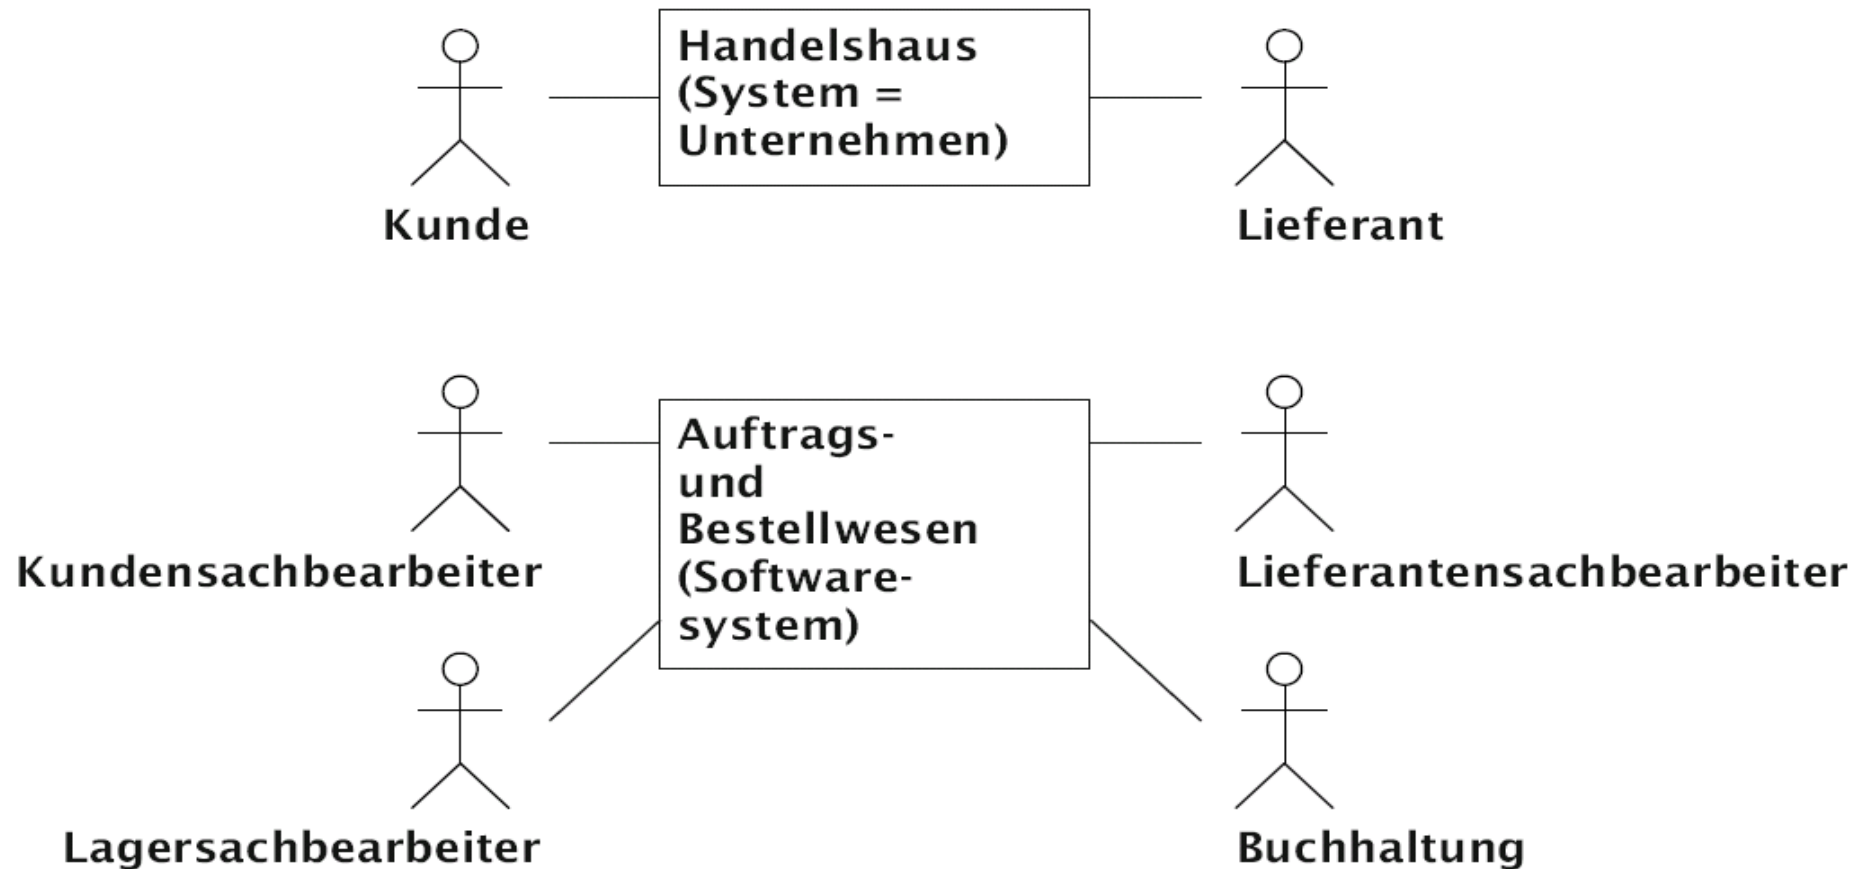 Handelshaus
(System =
Unternehmen)
Kunde
Lieferant
Auftrags-
und
Bestellwesen
(Software-
system)
Kundensachbearbeiter
Lieferantensachbearbeiter
Lagersachbearbeiter
Buchhaltung